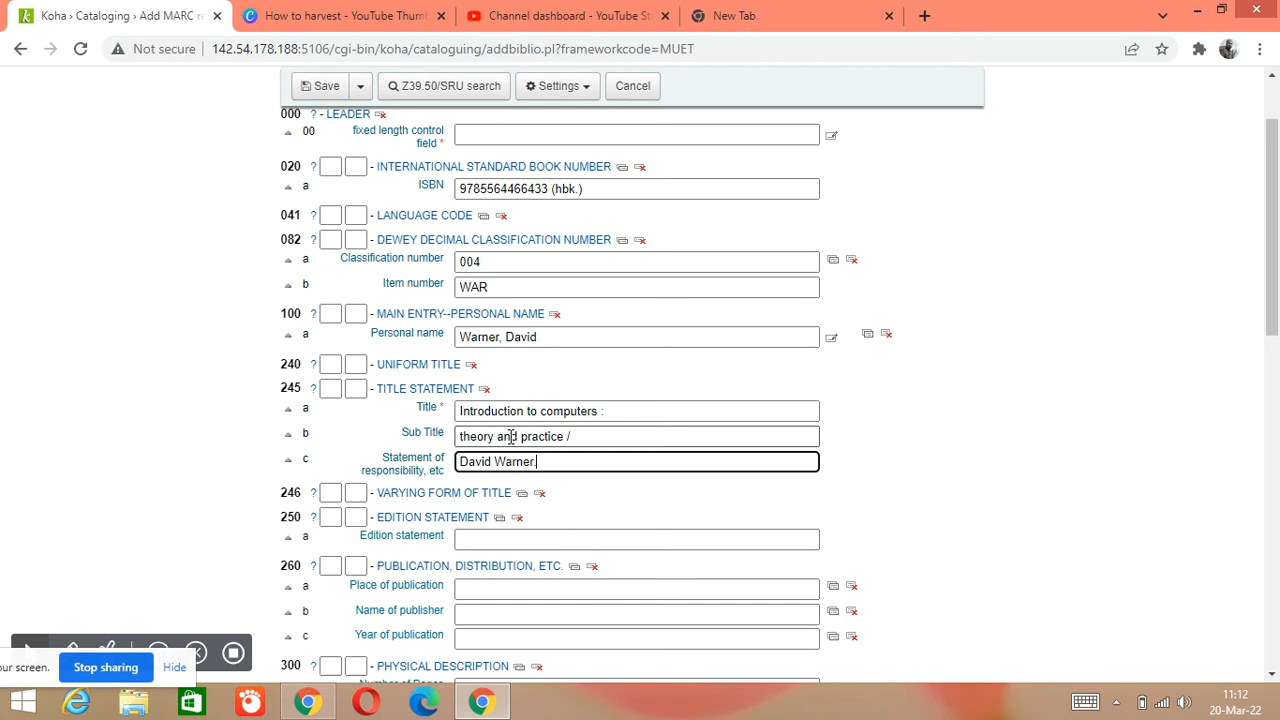 Koha › Cataloging › Add MARC re
How to harvest - YouTube Thumb
Channel dashboard - YouTube St
New Tab
Not secure
142.54.178.188:5106/cgi-bin/koha/cataloguing/addbiblio.pl?frameworkcode=MUET
Save
Z39.50/SRU search
Settings
Cancel
000 ? - LEADER
00 fixed length control field *
020 ? - INTERNATIONAL STANDARD BOOK NUMBER
a ISBN 9785564466433 (hbk.)
041 ? - LANGUAGE CODE
082 ? - DEWEY DECIMAL CLASSIFICATION NUMBER
a Classification number 004
b Item number WAR
100 ? - MAIN ENTRY--PERSONAL NAME
a Personal name Warner, David
240 ? - UNIFORM TITLE
245 ? - TITLE STATEMENT
a Title * Introduction to computers :
b Sub Title theory and practice /
c Statement of responsibility, etc David Warner.
246 ? - VARYING FORM OF TITLE
250 ? - EDITION STATEMENT
a Edition statement
260 ? - PUBLICATION, DISTRIBUTION, ETC.
a Place of publication
b Name of publisher
c Year of publication
300 ? - PHYSICAL DESCRIPTION
our screen.
Stop sharing
Hide
11:12
20-Mar-22